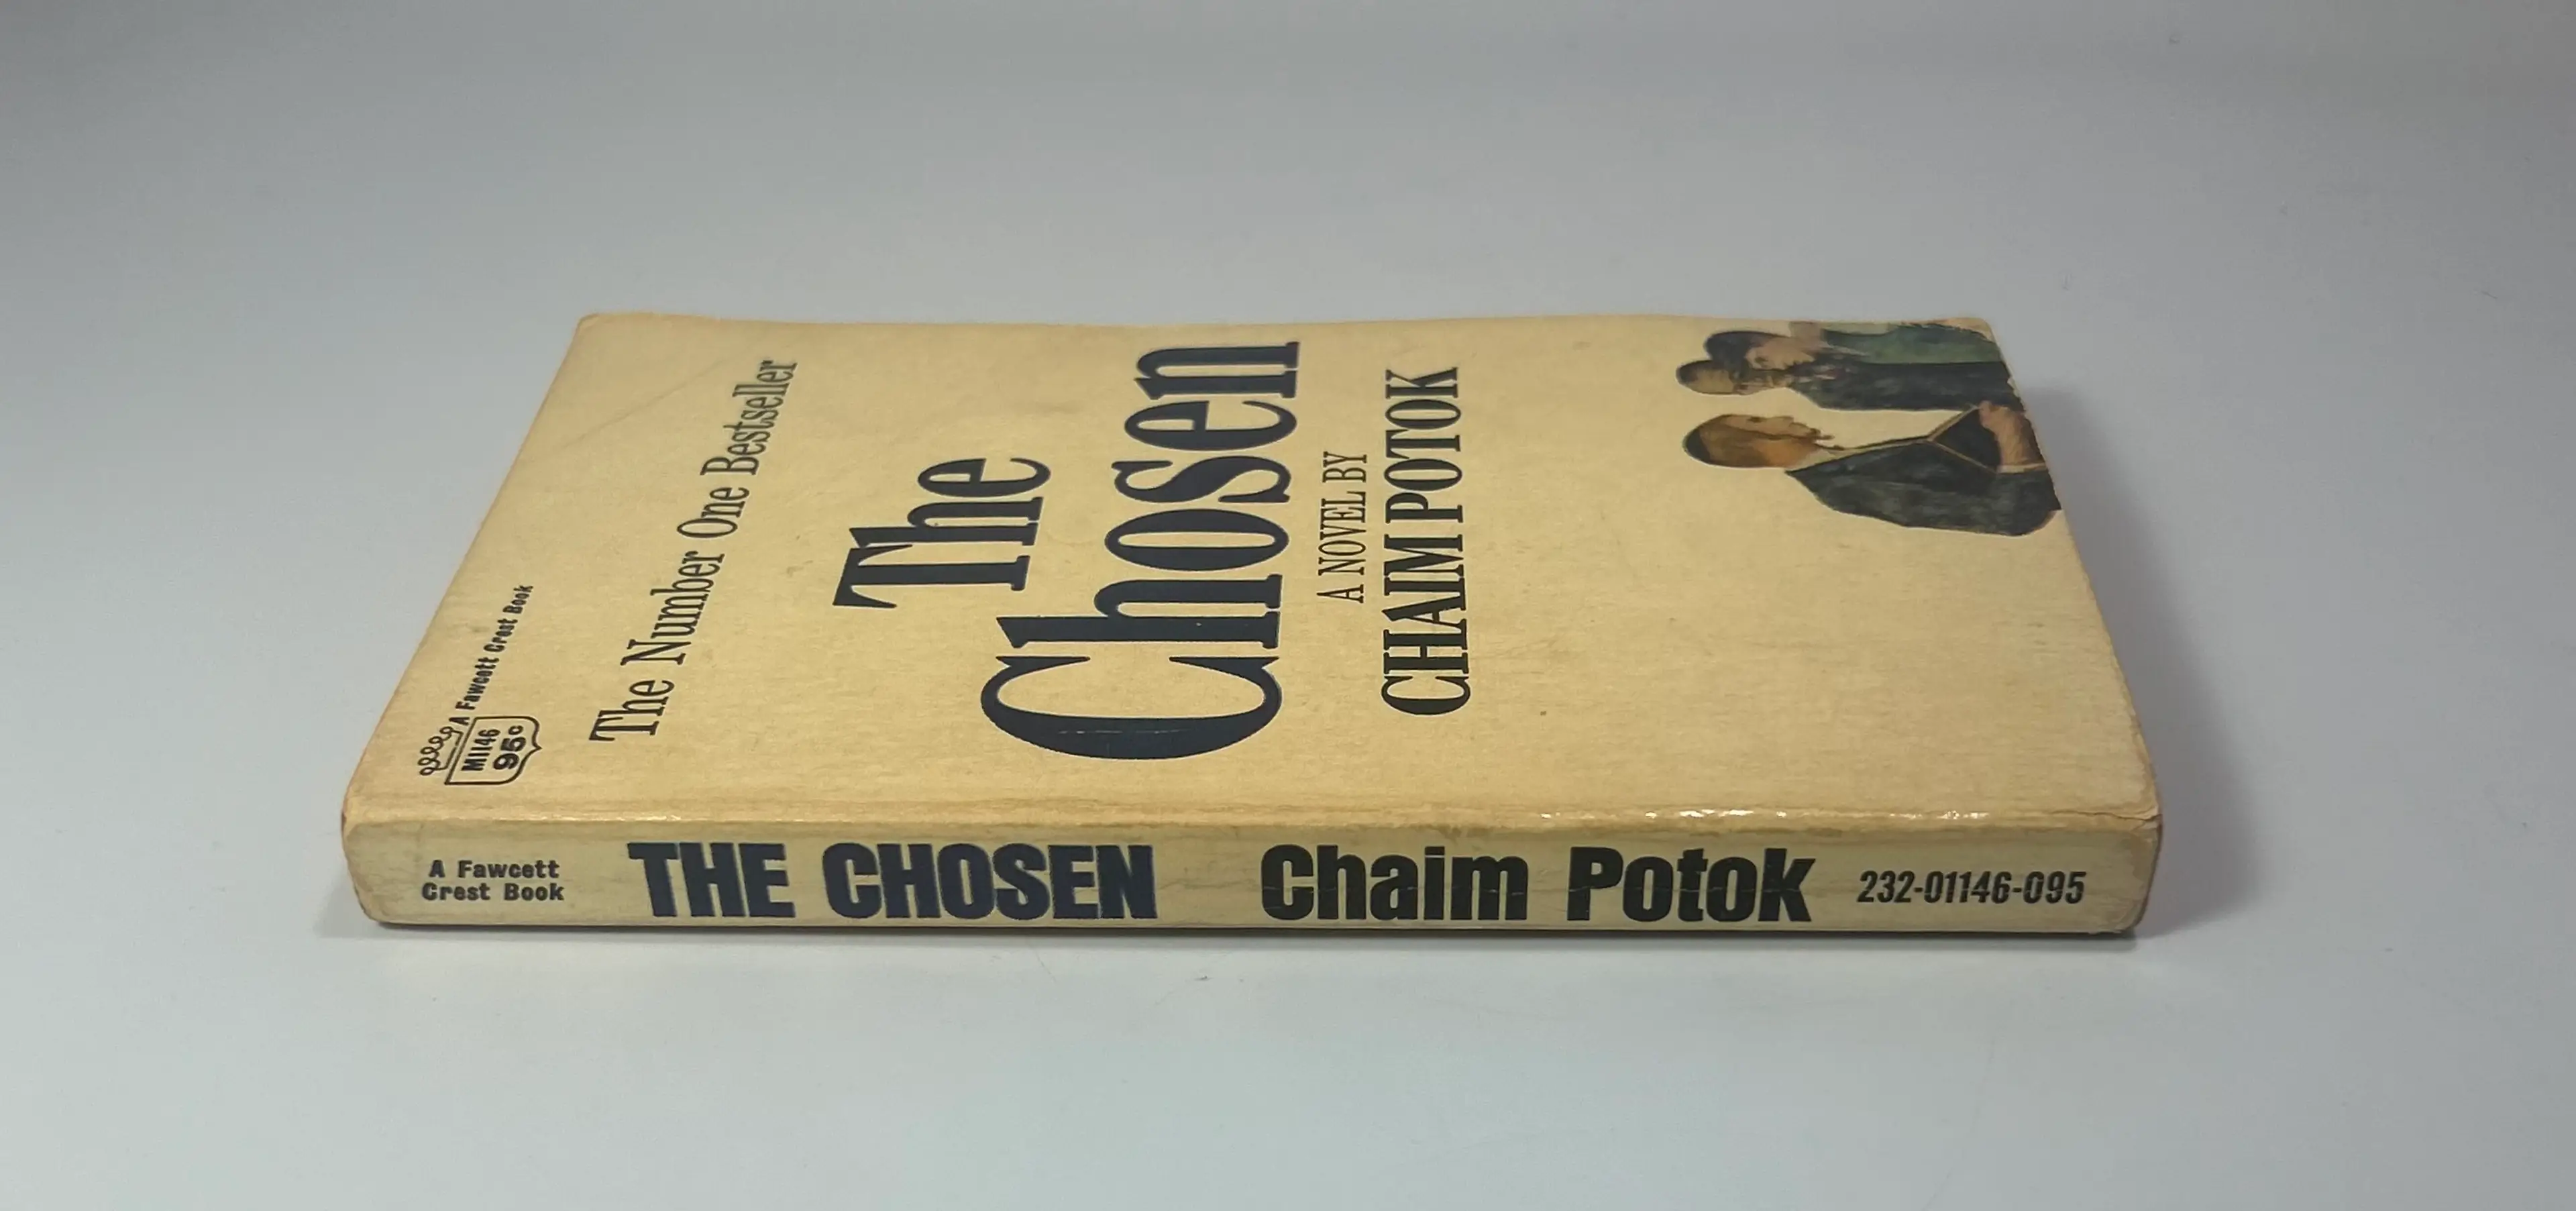 A Fawcett Crest Book
M1146
95¢
The Number One Bestseller
The
Chosen
A NOVEL BY
CHAIM POTOK
A Fawcett
Crest Book
THE CHOSEN
Chaim Potok
232-01146-095